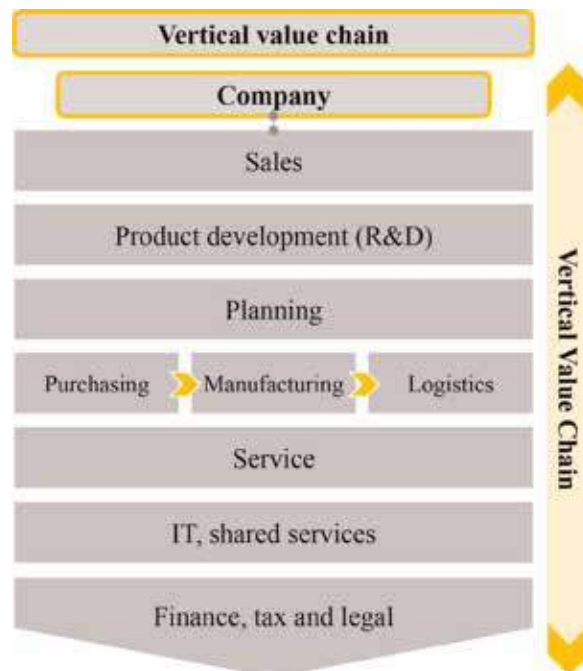 Vertical value chain
Company
Sales
Product development (R&D)
Planning
Purchasing
Manufacturing
Logistics
Service
IT, shared services
Finance, tax and legal
Vertical Value Chain